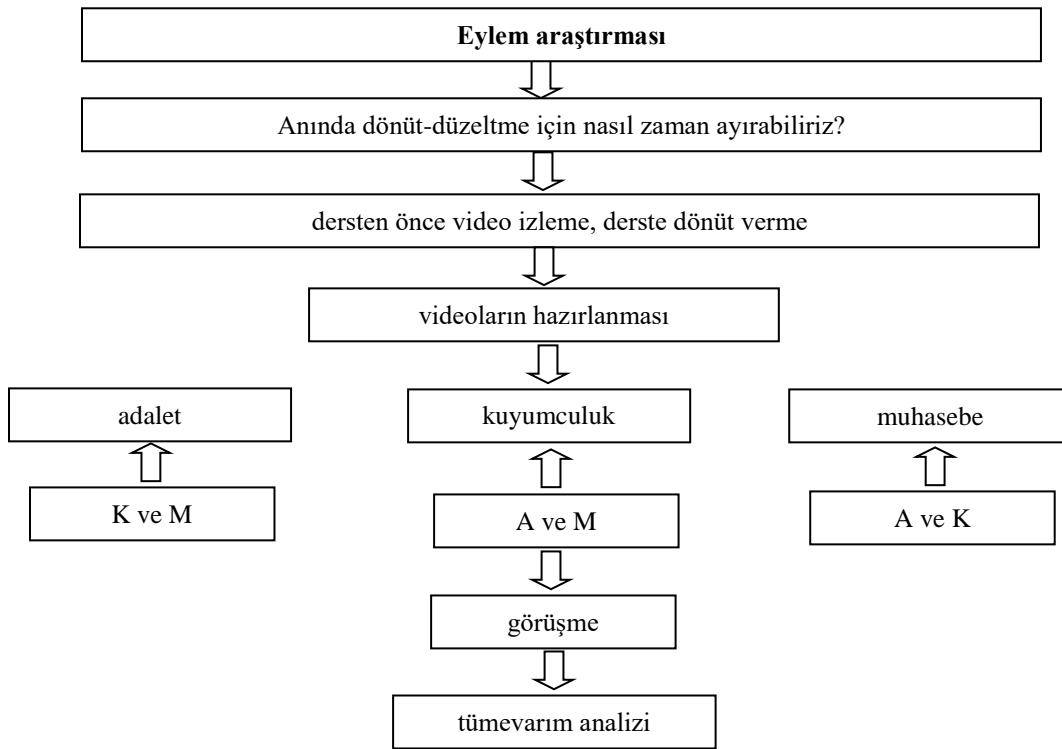 Eylem araştırması
Anında dönüt-düzeltme için nasıl zaman ayırabiliriz?
dersten önce video izleme, derste dönüt verme
videoların hazırlanması
adalet
kuyumculuk
muhasebe
K ve M
A ve M
A ve K
görüşme
tümevarım analizi